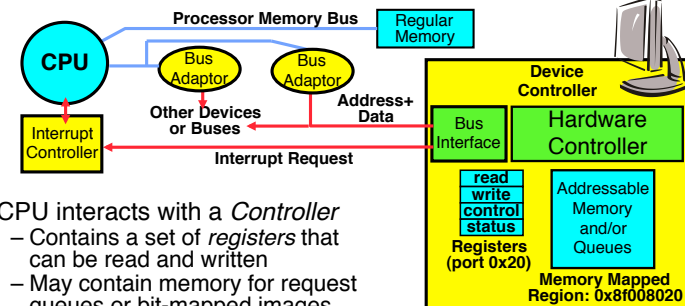 Processor Memory Bus
Regular
Memory
CPU
Bus
Adaptor
Bus
Adaptor
Other Devices
or Buses
Address+
Data
Interrupt
Controller
Interrupt Request
Device
Controller
Bus
Interface
Hardware
Controller
read
write
control
status
Registers
(port 0x20)
Addressable
Memory
and/or
Queues
Memory Mapped
Region: 0x8f008020
CPU interacts with a Controller
– Contains a set of registers that
can be read and written
– May contain memory for request
queues or bit-mapped images